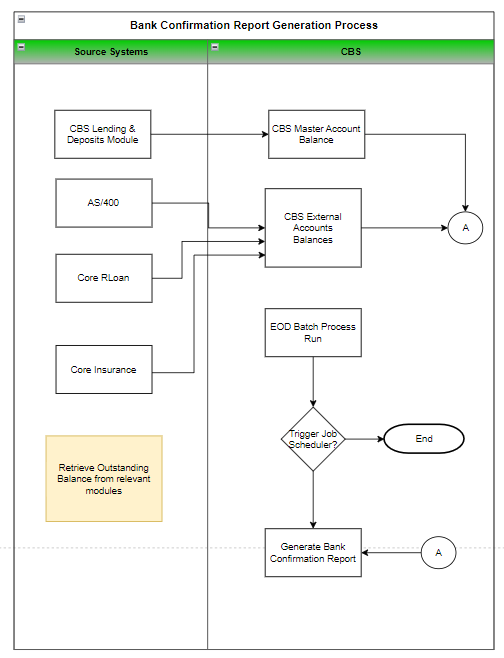 Bank Confirmation Report Generation Process
Source Systems
CBS
CBS Lending &
Deposits Module
CBS Master Account
Balance
AS/400
CBS External
Accounts
Balances
A
Core RLoan
EOD Batch Process
Run
Core Insurance
Trigger Job
Scheduler?
End
Retrieve Outstanding
Balance from relevant
modules
Generate Bank
Confirmation Report
A